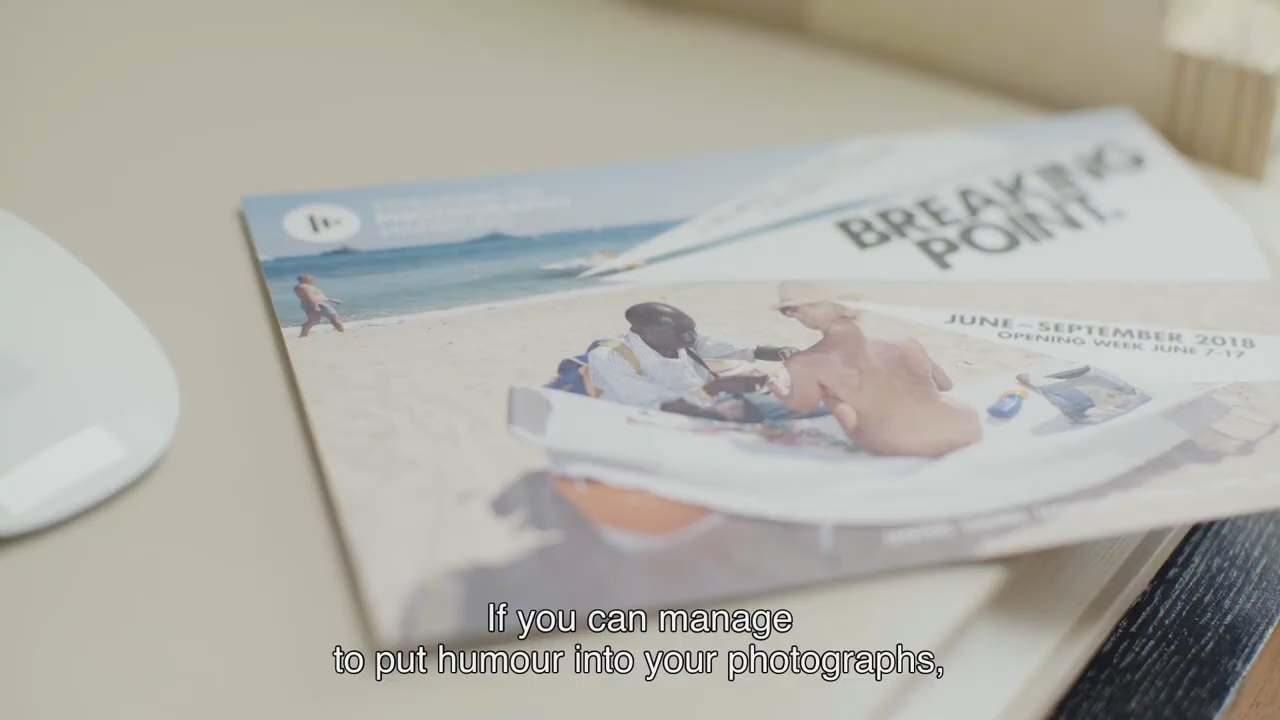 BREAKING
POINT.
JUNE – SEPTEMBER 2018
OPENING WEEK JUNE 7-17
If you can manage
to put humour into your photographs,